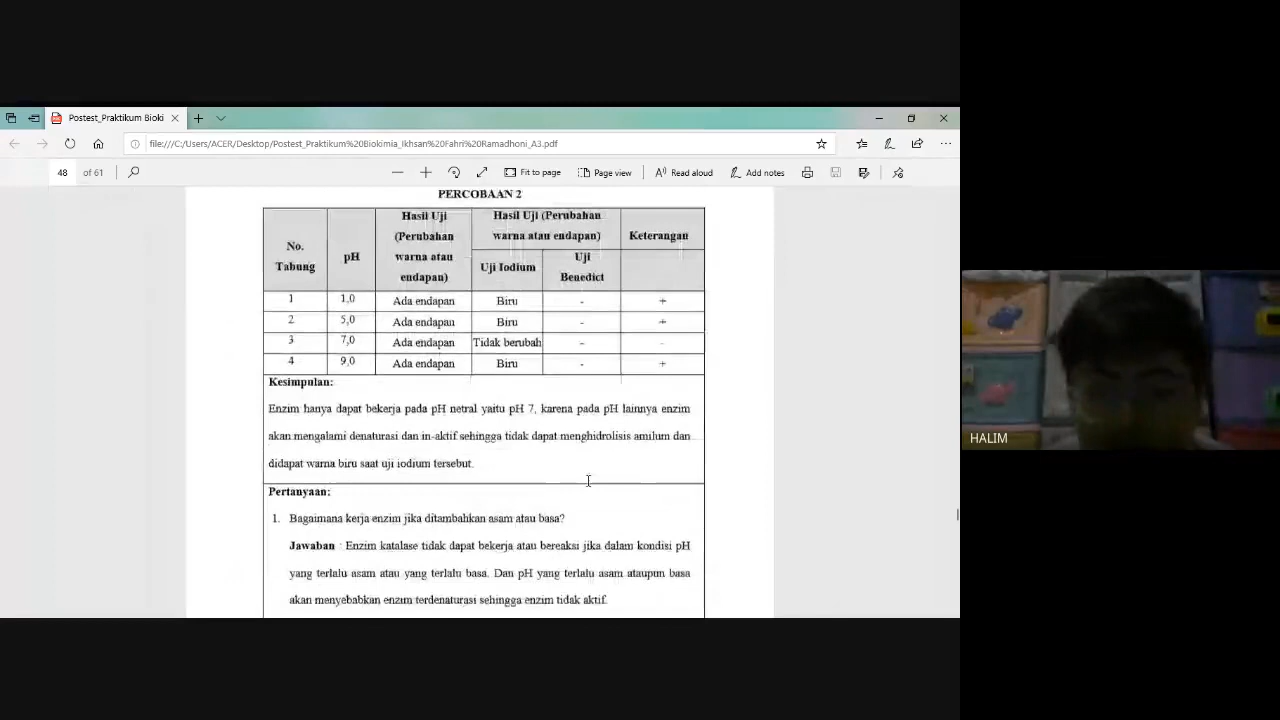 Postest_Praktikum Bioki
file:///C:/Users/ACER/Desktop/Postest_Praktikum%20Biokimia_Ikhsan%20Fahri%20Ramadhoni_A3.pdf
48 of 61
Fit to page
Page view
Read aloud
Add notes
PERCOBAAN 2
No. Tabung
pH
Hasil Uji (Perubahan warna atau endapan)
Hasil Uji (Perubahan warna atau endapan)
Keterangan
Uji Iodium
Uji Benedict
1 1,0 Ada endapan Biru - +
2 5,0 Ada endapan Biru - +
3 7,0 Ada endapan Tidak berubah - -
4 9,0 Ada endapan Biru - +
Kesimpulan:
Enzim hanya dapat bekerja pada pH netral yaitu pH 7, karena pada pH lainnya enzim
akan mengalami denaturasi dan in-aktif sehingga tidak dapat menghidrolisis amilum dan
didapat warna biru saat uji iodium tersebut.
Pertanyaan:
1. Bagaimana kerja enzim jika ditambahkan asam atau basa?
Jawaban : Enzim katalase tidak dapat bekerja atau bereaksi jika dalam kondisi pH
yang terlalu asam atau yang terlalu basa. Dan pH yang terlalu asam ataupun basa
akan menyebabkan enzim terdenaturasi sehingga enzim tidak aktif.
HALIM